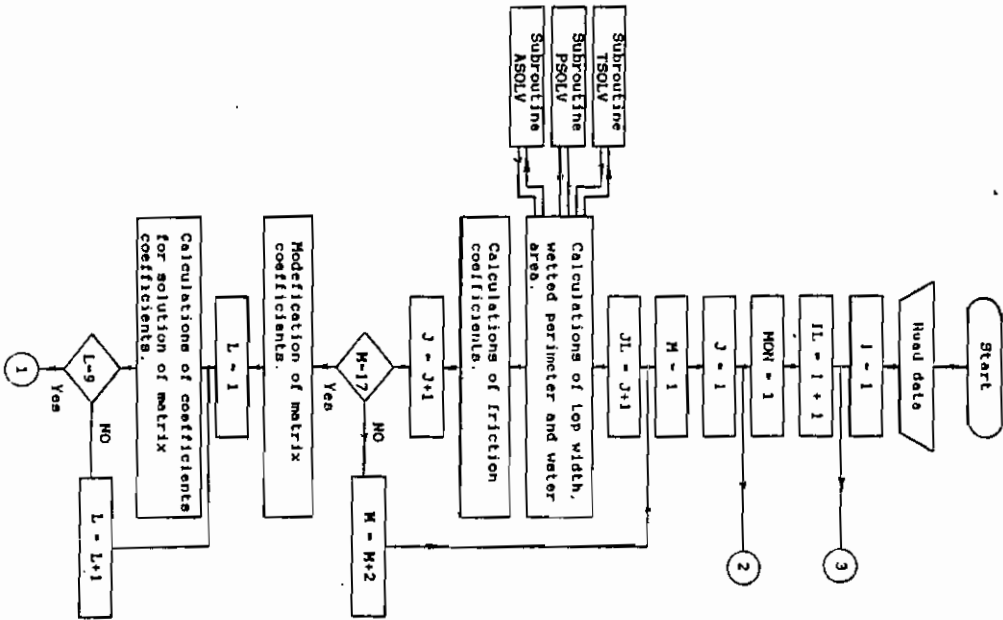 Start
Read data
I = 1
IL = I + 1
3
MON = 1
J = 1
2
M = 1
JL = J+1
Calculations of top width,
wetted perimeter and water
area.
Subroutine
TSOLV
Subroutine
PSOLV
Subroutine
ASOLV
Calculations of friction
coefficients.
J = J+1
M=17
NO
M = M+2
Yes
Modefication of matrix
coefficients.
L = 1
Calculations of coefficients
for solution of matrix
coefficients.
L=9
NO
L = L+1
Yes
1